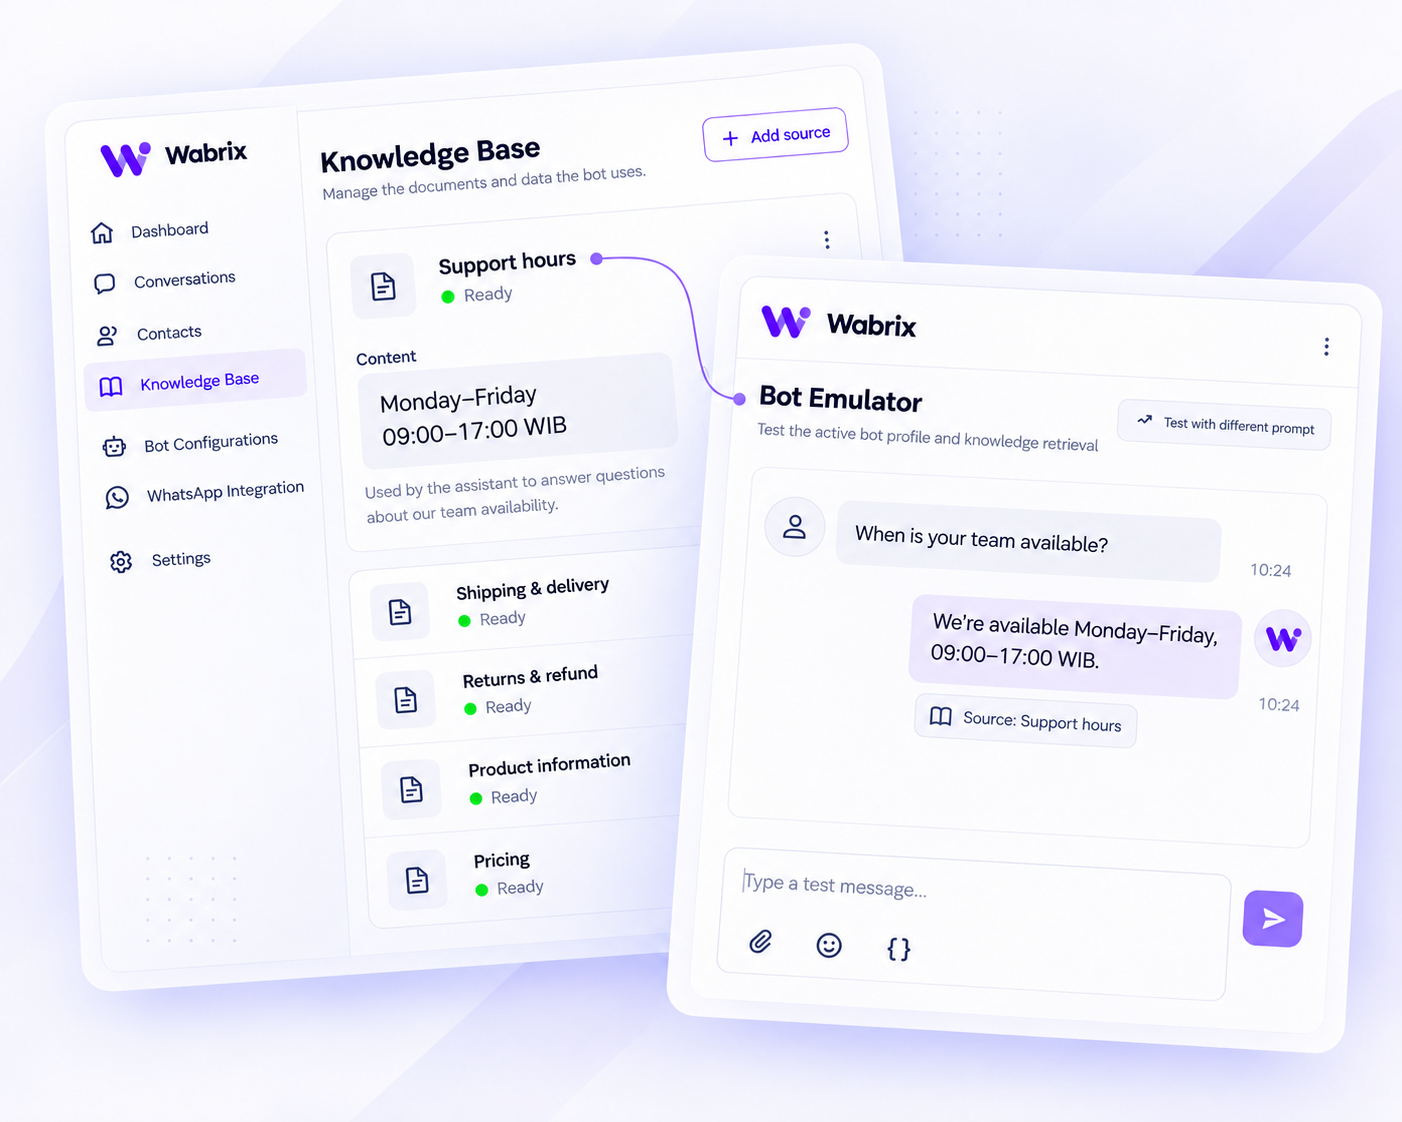 Wabrix
Dashboard
Conversations
Contacts
Knowledge Base
Bot Configurations
WhatsApp Integration
Settings
Knowledge Base
Manage the documents and data the bot uses.
Add source
Support hours
Ready
Content
Monday–Friday
09:00–17:00 WIB
Used by the assistant to answer questions
about our team availability.
Shipping & delivery
Ready
Returns & refund
Ready
Product information
Ready
Pricing
Ready
Wabrix
Bot Emulator
Test the active bot profile and knowledge retrieval
Test with different prompt
When is your team available?
10:24
We're available Monday–Friday,
09:00–17:00 WIB.
10:24
Source: Support hours
Type a test message...